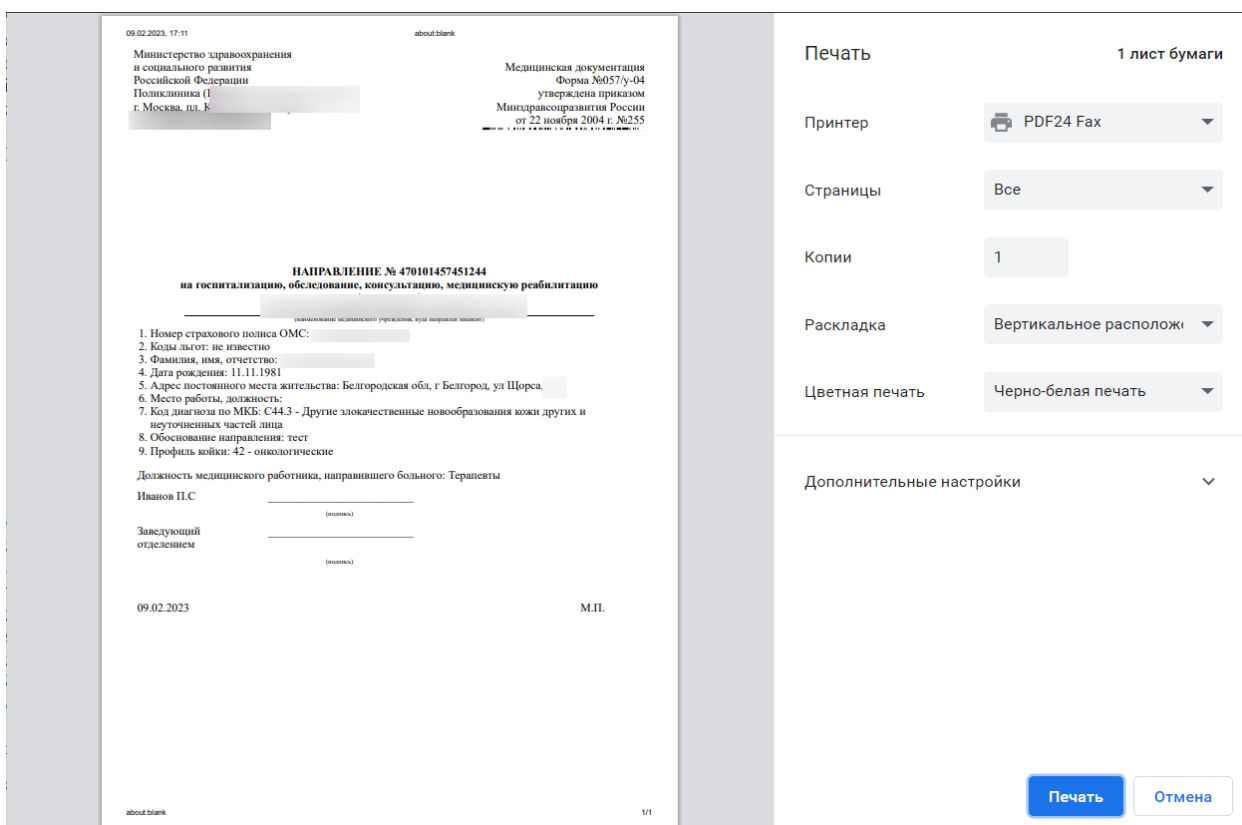 09.02.2023, 17:11
about:blank
Министерство здравоохранения
и социального развития
Российской Федерации
Поликлиника (
г. Москва, пл. К
Медицинская документация
Форма №057/у-04
утверждена приказом
Минздравсоцразвития России
от 22 ноября 2004 г. №255
НАПРАВЛЕНИЕ № 470101457451244
на госпитализацию, обследование, консультацию, медицинскую реабилитацию
(наименование медицинского учреждения, куда направлен пациент)
1. Номер страхового полиса ОМС:
2. Коды льгот: не известно
3. Фамилия, имя, отчетство:
4. Дата рождения: 11.11.1981
5. Адрес постоянного места жительства: Белгородская обл, г Белгород, ул Щорса
6. Место работы, должность:
7. Код диагноза по МКБ: C44.3 - Другие злокачественные новообразования кожи других и
неуточненных частей лица
8. Обоснование направления: тест
9. Профиль койки: 42 - онкологические
Должность медицинского работника, направившего больного: Терапевты
Иванов П.С
(подпись)
Заведующий
отделением
(подпись)
09.02.2023
М.П.
about:blank
1/1
Печать
1 лист бумаги
Принтер
PDF24 Fax
Страницы
Все
Копии
1
Раскладка
Вертикальное располож
Цветная печать
Черно-белая печать
Дополнительные настройки
Печать
Отмена